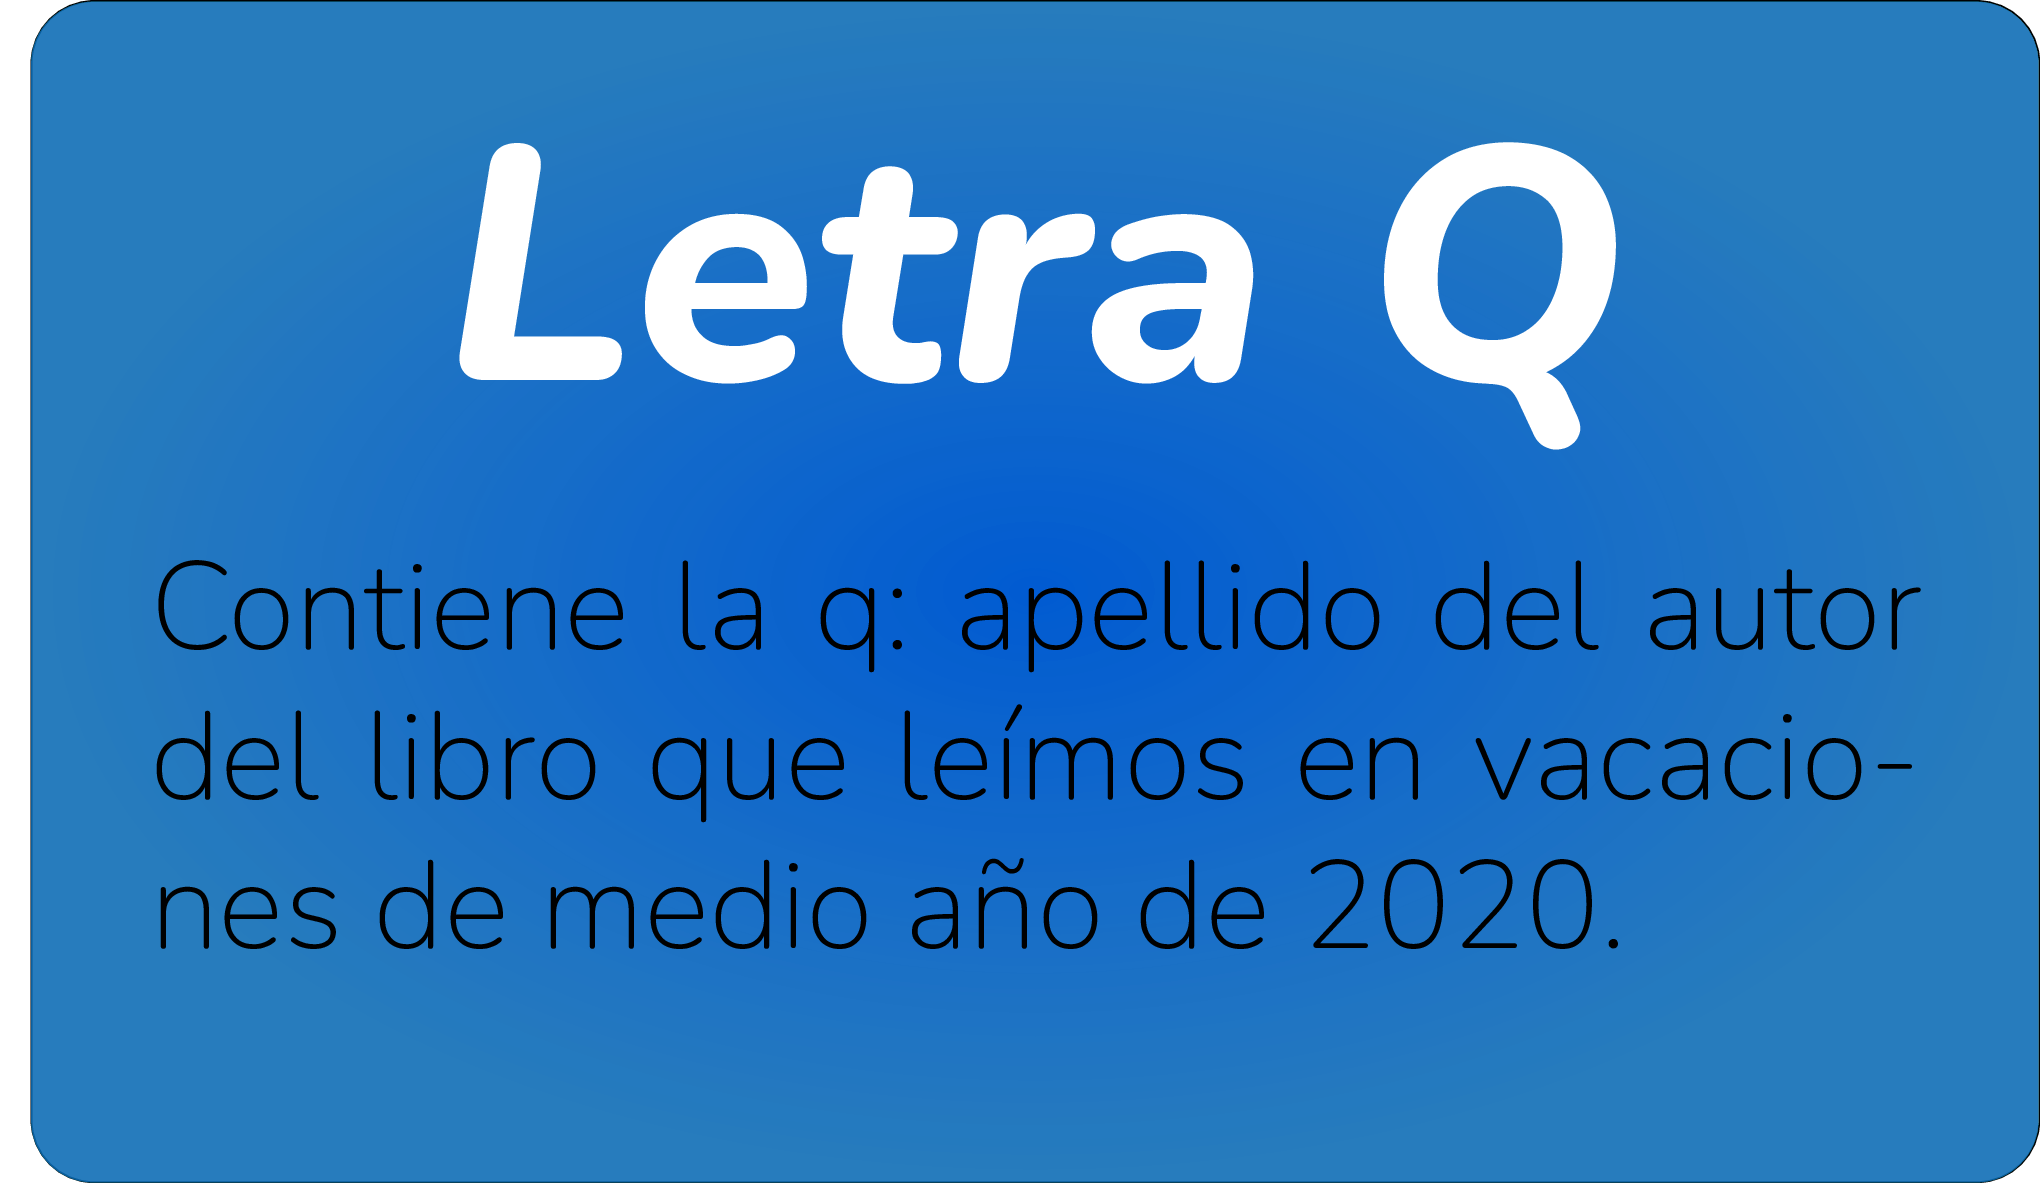 Letra Q
Contiene la q: apellido del autor
del libro que leímos en vacacio-
nes de medio año de 2020.